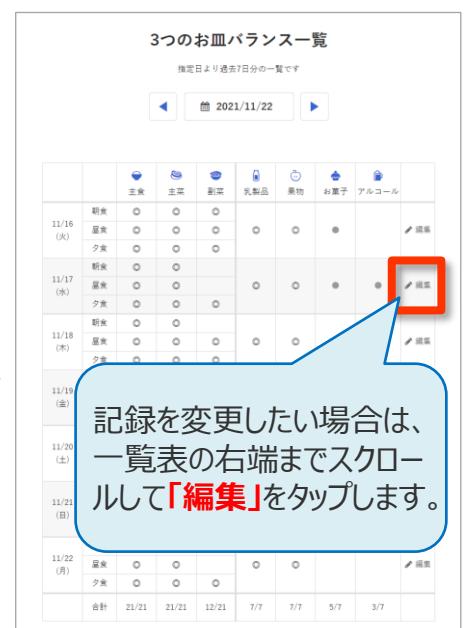 3つのお皿バランス一覧
指定日より過去7日分の一覧です
2021/11/22
主食 主菜 副菜 乳製品 果物 お菓子 アルコール
朝食 ◎ ◎ ◎
11/16 (火) 昼食 ◎ ◎ ◎ ◎ ◎ ● 編集
夕食 ◎ ◎ ◎
朝食 ◎ ◎
11/17 (水) 昼食 ◎ ◎ ◎ ◎ ● ● 編集
夕食 ◎ ◎ ◎
朝食 ◎ ◎
11/18 (木) 昼食 ◎ ◎ ◎ ◎ ◎ 編集
夕食 ◎ ◎ ◎
11/19 (金)
11/20 (土)
11/21 (日)
記録を変更したい場合は、
一覧表の右端までスクロー
ルして「編集」をタップします。
11/22 (月) 昼食 ◎ ◎ ◎ ◎ 編集
夕食 ◎ ◎ ◎
合計 21/21 21/21 12/21 7/7 7/7 5/7 3/7